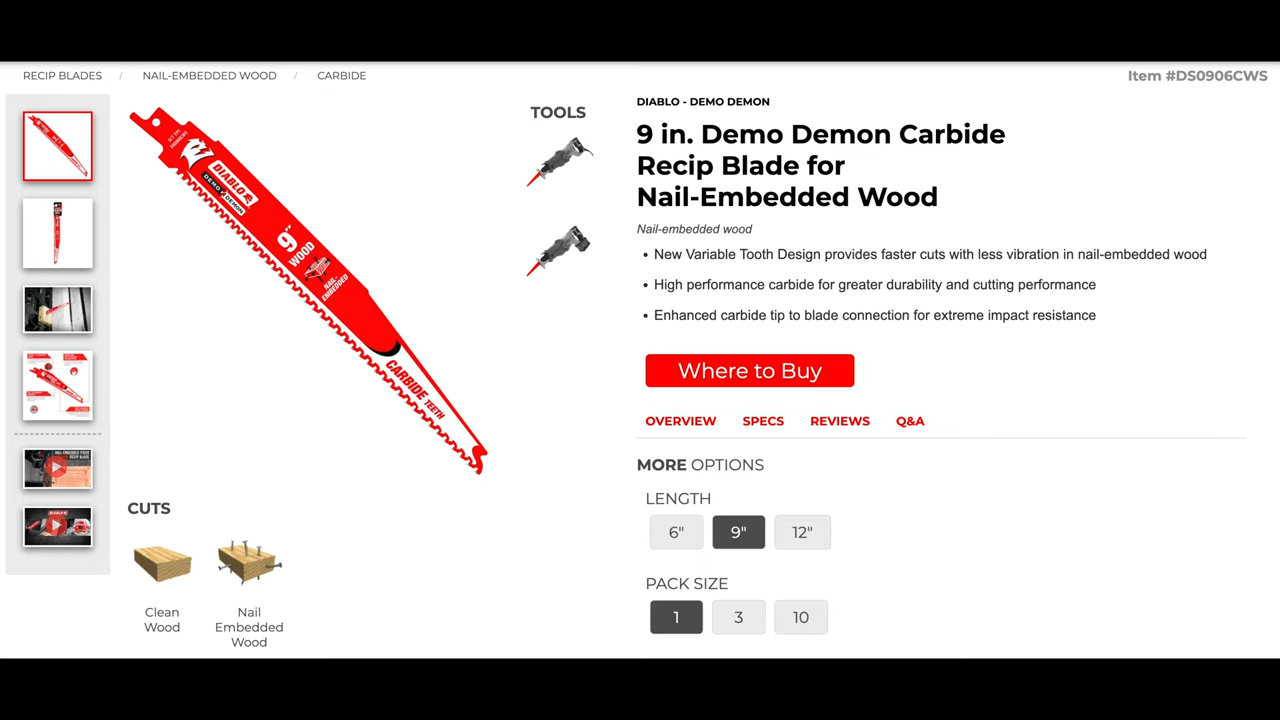 RECIP BLADES / NAIL-EMBEDDED WOOD / CARBIDE
Item #DS0906CWS
DIABLO
DEMO DEMON
9"
WOOD
NAIL-
EMBEDDED
CARBIDE TEETH
TOOLS
CUTS
Clean
Wood
Nail
Embedded
Wood
DIABLO - DEMO DEMON
9 in. Demo Demon Carbide
Recip Blade for
Nail-Embedded Wood
Nail-embedded wood
• New Variable Tooth Design provides faster cuts with less vibration in nail-embedded wood
• High performance carbide for greater durability and cutting performance
• Enhanced carbide tip to blade connection for extreme impact resistance
Where to Buy
OVERVIEW SPECS REVIEWS Q&A
MORE OPTIONS
LENGTH
6" 9" 12"
PACK SIZE
1 3 10